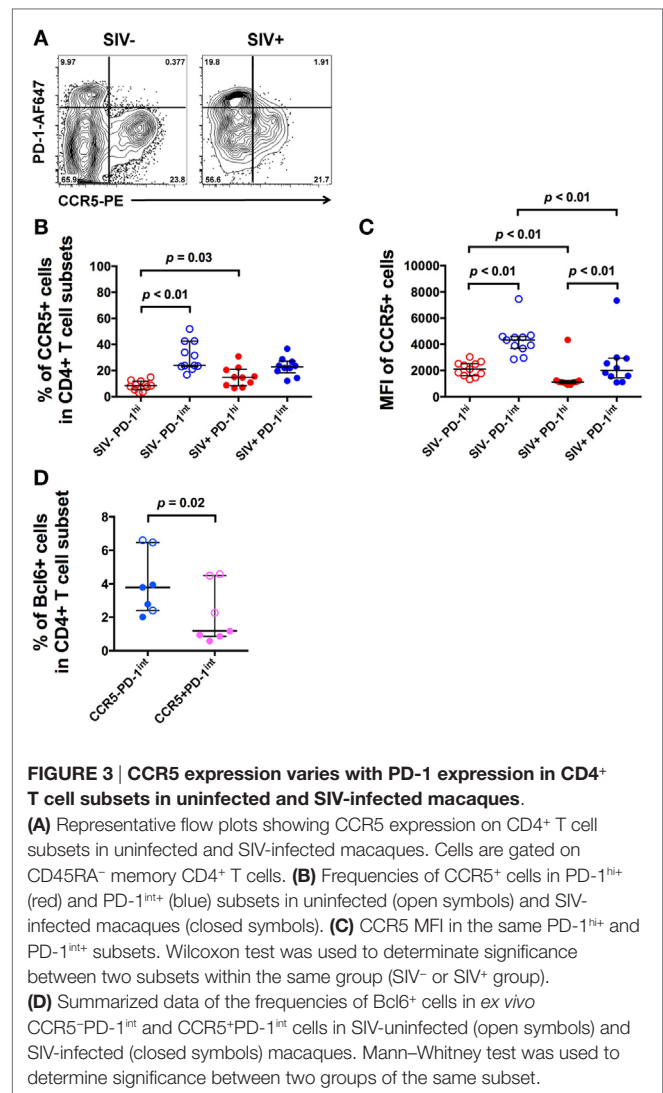 A
SIV-
SIV+
9.97
0.377
19.8
1.91
PD-1-AF647
65.9
23.8
56.6
21.7
CCR5-PE
B
% of CCR5+ cells
in CD4+ T cell subsets
100
80
60
40
20
0
p = 0.03
p < 0.01
SIV- PD-1hi
SIV- PD-1int
SIV+ PD-1hi
SIV+ PD-1int
C
MFI of CCR5+ cells
10000
8000
6000
4000
2000
0
p < 0.01
p < 0.01
p < 0.01
p < 0.01
SIV- PD-1hi
SIV- PD-1int
SIV+ PD-1hi
SIV+ PD-1int
D
% of Bcl6+ cells
in CD4+ T cell subset
8
6
4
2
0
p = 0.02
CCR5-PD-1int
CCR5+PD-1int
FIGURE 3 | CCR5 expression varies with PD-1 expression in CD4+
T cell subsets in uninfected and SIV-infected macaques.
(A) Representative flow plots showing CCR5 expression on CD4+ T cell
subsets in uninfected and SIV-infected macaques. Cells are gated on
CD45RA− memory CD4+ T cells. (B) Frequencies of CCR5+ cells in PD-1hi+
(red) and PD-1int+ (blue) subsets in uninfected (open symbols) and SIV-
infected macaques (closed symbols). (C) CCR5 MFI in the same PD-1hi+ and
PD-1int+ subsets. Wilcoxon test was used to determinate significance
between two subsets within the same group (SIV− or SIV+ group).
(D) Summarized data of the frequencies of Bcl6+ cells in ex vivo
CCR5−PD-1int and CCR5+PD-1int cells in SIV-uninfected (open symbols) and
SIV-infected (closed symbols) macaques. Mann–Whitney test was used to
determine significance between two groups of the same subset.